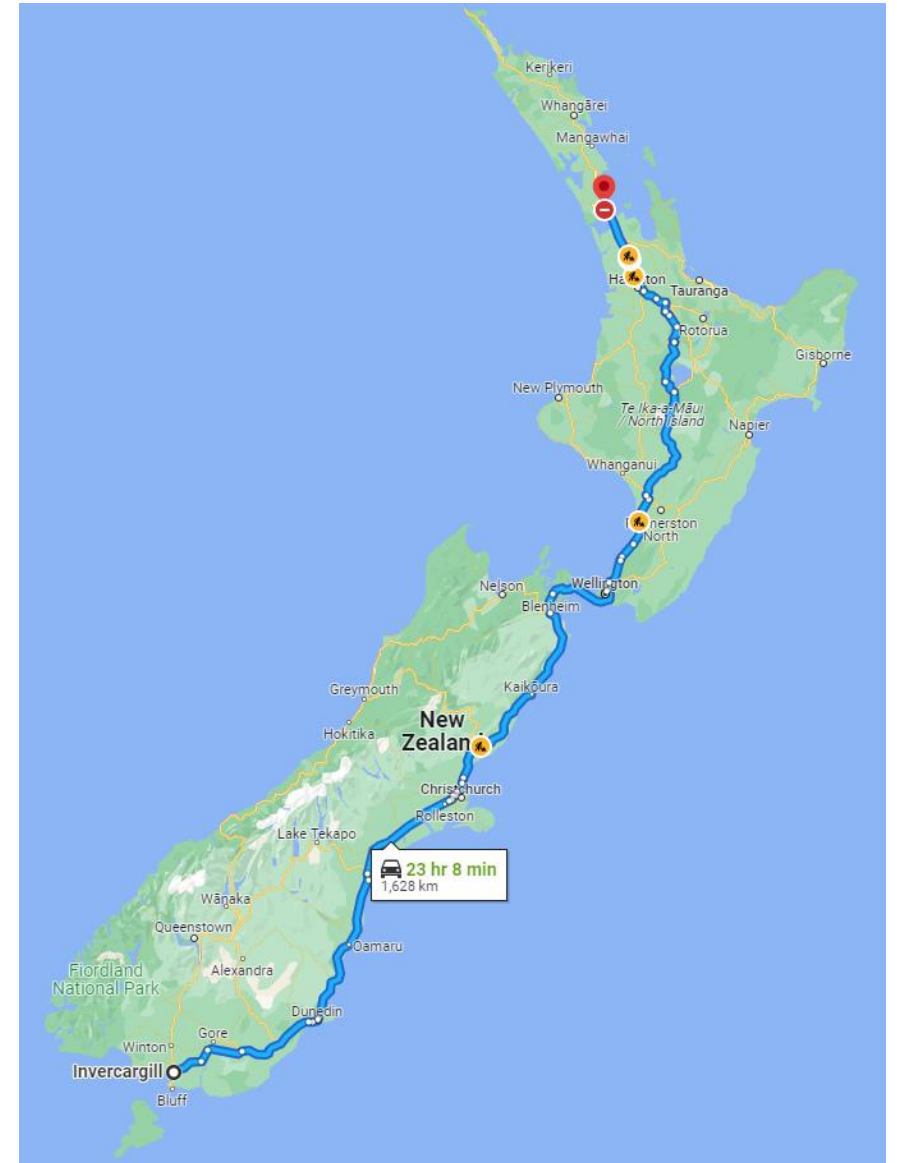 Kerikeri
Whangārei
Mangawhai
Tauranga
Rotorua
Gisborne
New Plymouth
Te Ika-a-Māui
/ North Island
Napier
Whanganui
North
Nelson
Wellington
Blenheim
Kaikōura
Greymouth
New
Hokitika
Christchurch
Rolleston
Lake Tekapo
23 hr 8 min
1,628 km
Wānaka
Queenstown
Oamaru
Alexandra
Fiordland
National Park
Dunedin
Gore
Winton
Invercargill
Bluff